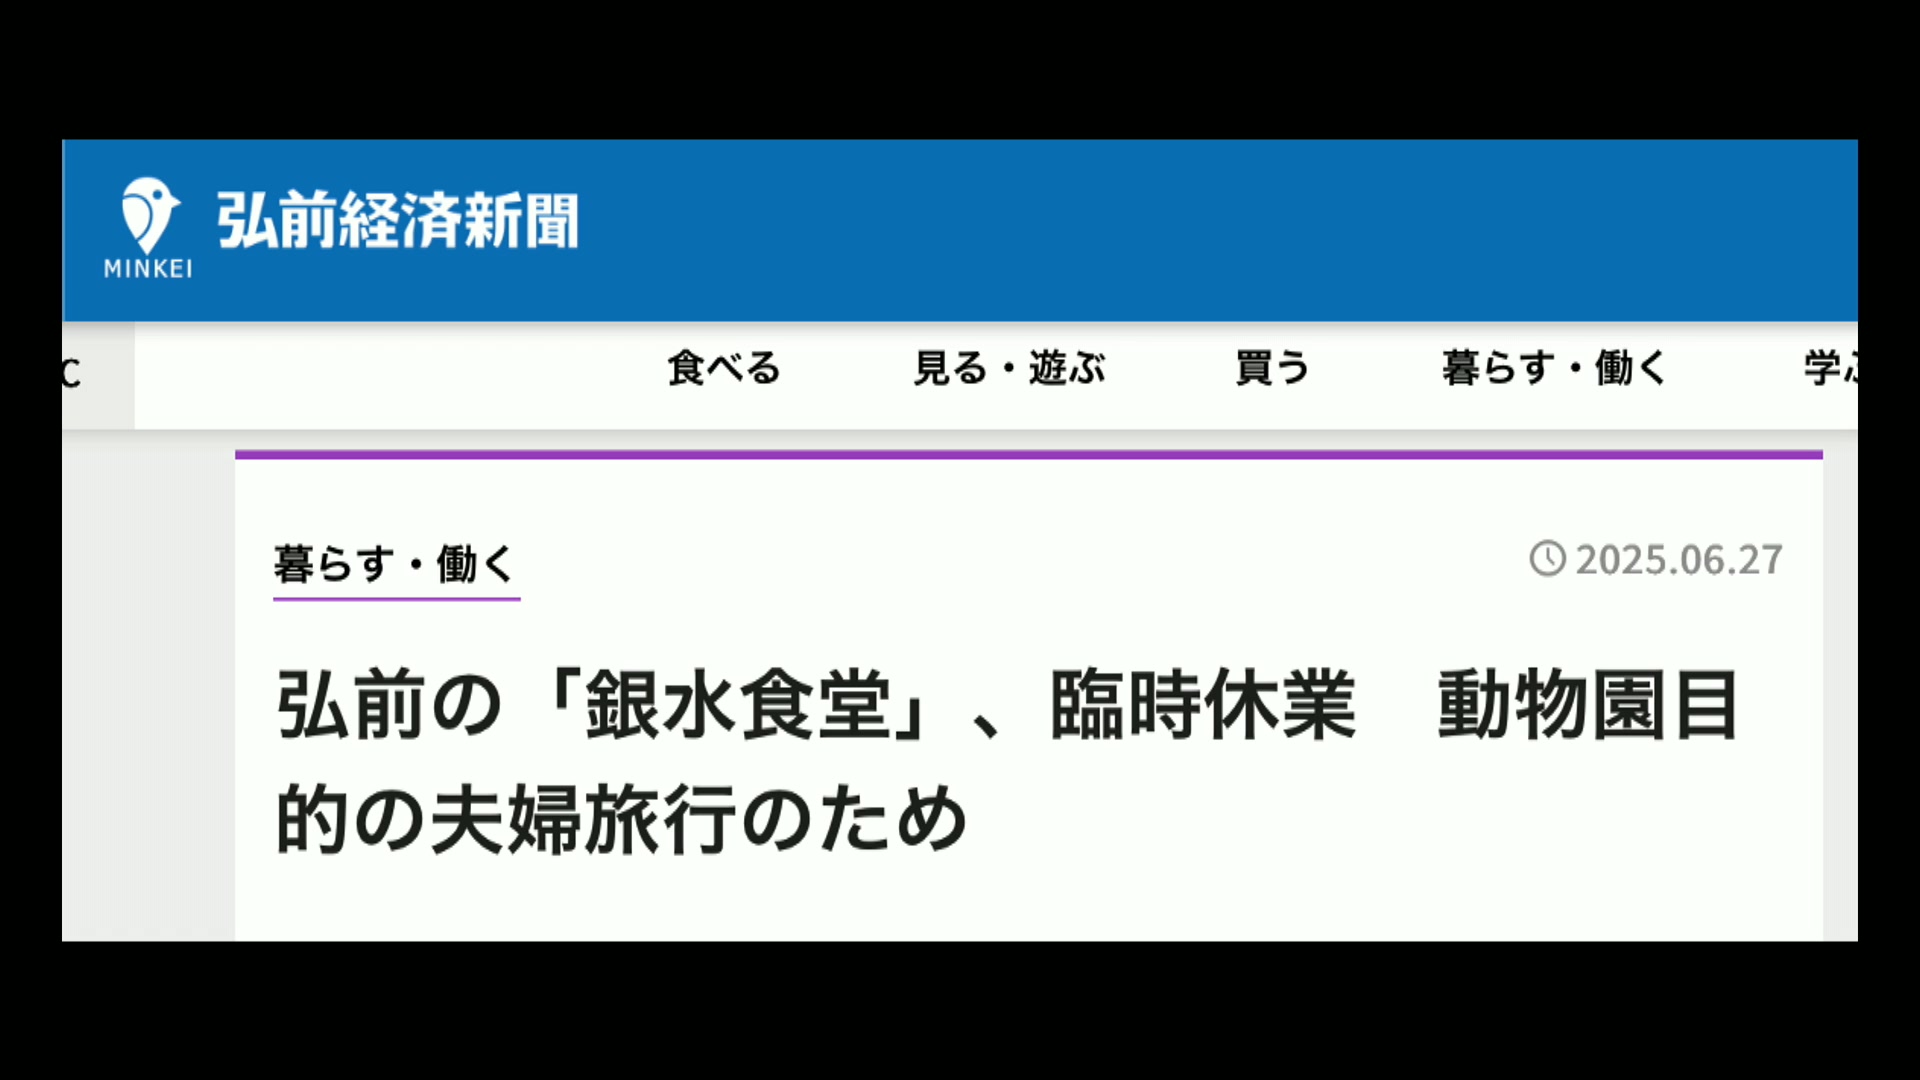 弘前経済新聞
MINKEI
C
食べる 見る・遊ぶ 買う 暮らす・働く 学ぶ
暮らす・働く
2025.06.27
弘前の「銀水食堂」、臨時休業 動物園目
的の夫婦旅行のため